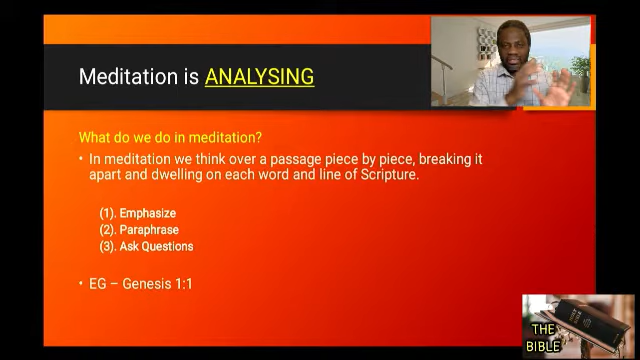 Meditation is ANALYSING
What do we do in meditation?
• In meditation we think over a passage piece by piece, breaking it
apart and dwelling on each word and line of Scripture.
(1). Emphasize
(2). Paraphrase
(3). Ask Questions
• EG – Genesis 1:1
THE
BIBLE